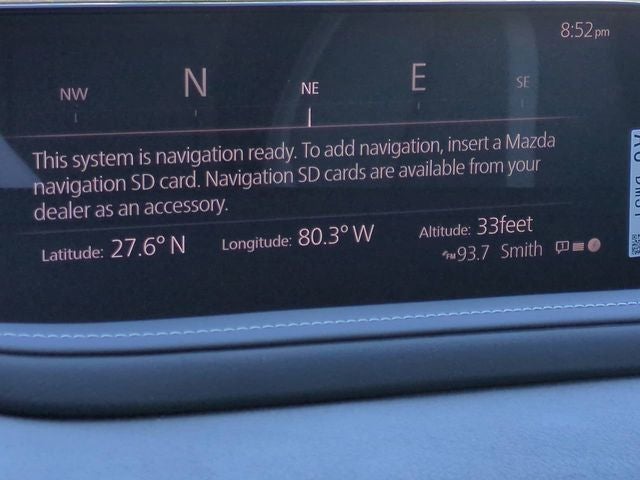 8:52pm
NW N NE E SE
This system is navigation ready. To add navigation, insert a Mazda
navigation SD card. Navigation SD cards are available from your
dealer as an accessory.
Latitude: 27.6° N Longitude: 80.3° W Altitude: 33feet
FM 93.7 Smith